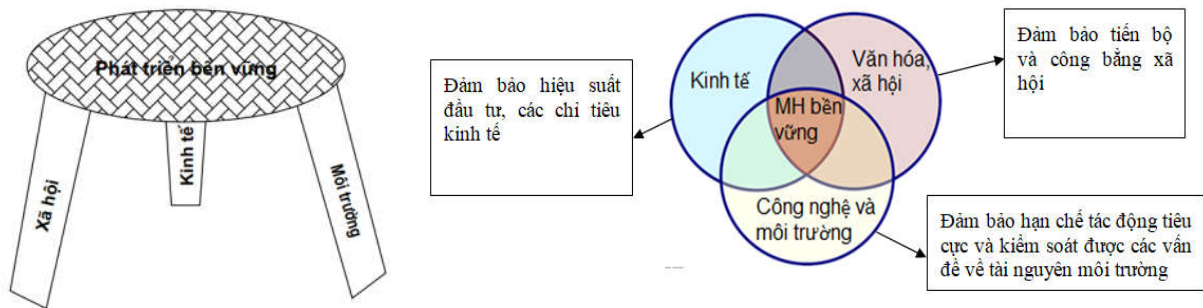 Phát triển bền vững
Xã hội
Kinh tế
Môi trường
Đảm bảo hiệu suất
đầu tư, các chỉ tiêu
kinh tế
Kinh tế
Văn hóa,
xã hội
MH bền
vững
Công nghệ và
môi trường
Đảm bảo tiến bộ
và công bằng xã
hội
Đảm bảo hạn chế tác động tiêu
cực và kiểm soát được các vấn
đề về tài nguyên môi trường